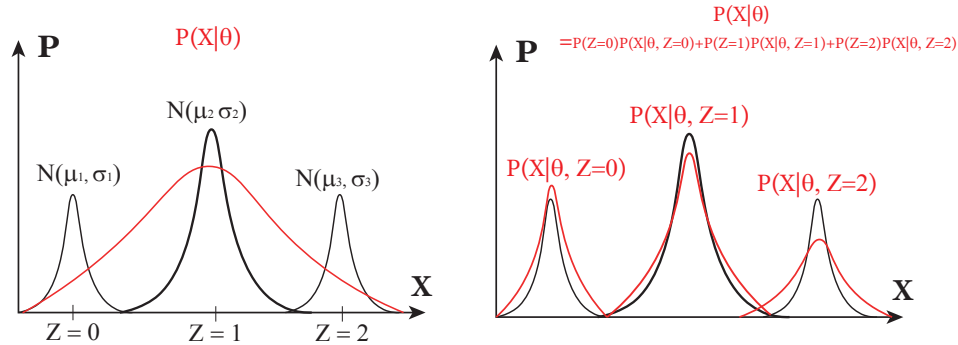 P
P(X|θ)
N(μ₂ σ₂)
N(μ₁, σ₁)
N(μ₃, σ₃)
X
Z = 0
Z = 1
Z = 2
P(X|θ)
=P(Z=0)P(X|θ, Z=0)+P(Z=1)P(X|θ, Z=1)+P(Z=2)P(X|θ, Z=2)
P
P(X|θ, Z=1)
P(X|θ, Z=0)
P(X|θ, Z=2)
X